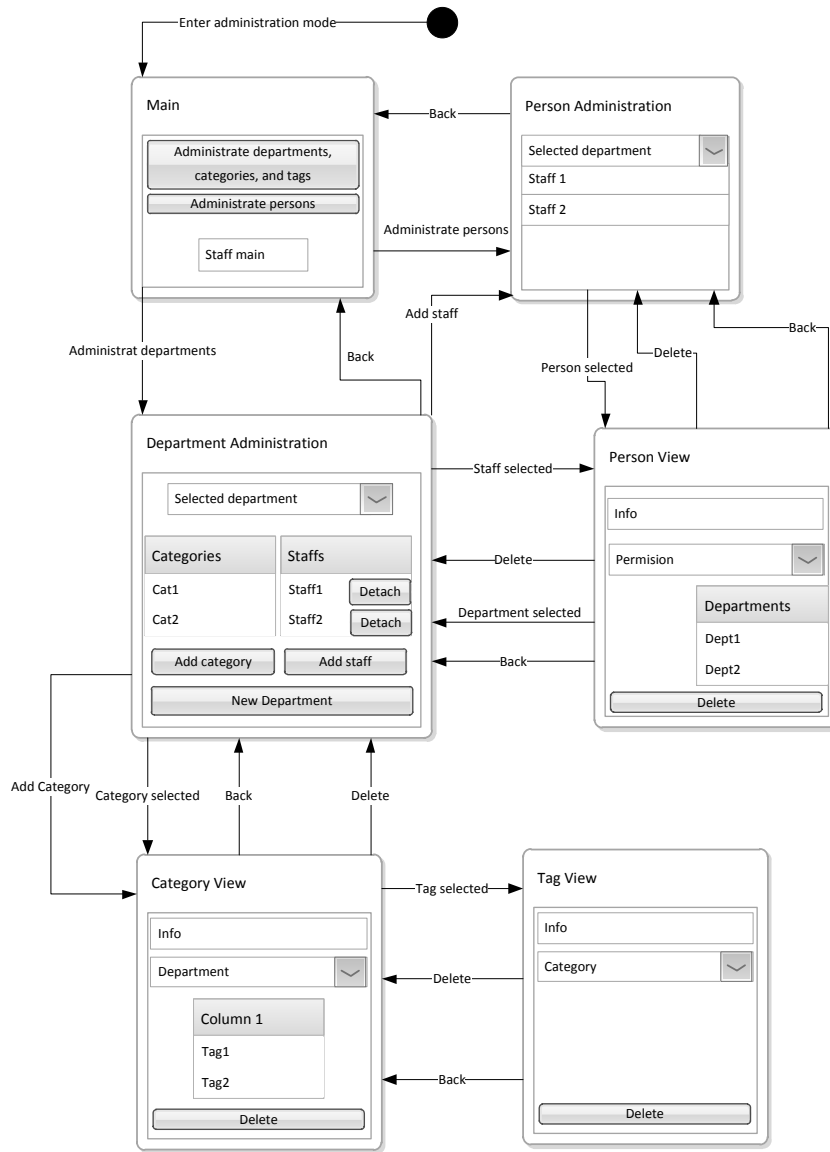 Enter administration mode
Main
Administrate departments,
categories, and tags
Administrate persons
Staff main
Back
Person Administration
Selected department
Staff 1
Staff 2
Administrate persons
Add staff
Administrat departments
Back
Person selected
Delete
Back
Department Administration
Selected department
Categories
Staffs
Cat1
Staff1
Detach
Cat2
Staff2
Detach
Add category
Add staff
New Department
Staff selected
Delete
Department selected
Back
Person View
Info
Permision
Departments
Dept1
Dept2
Delete
Add Category
Category selected
Back
Delete
Category View
Info
Department
Column 1
Tag1
Tag2
Delete
Tag selected
Delete
Back
Tag View
Info
Category
Delete